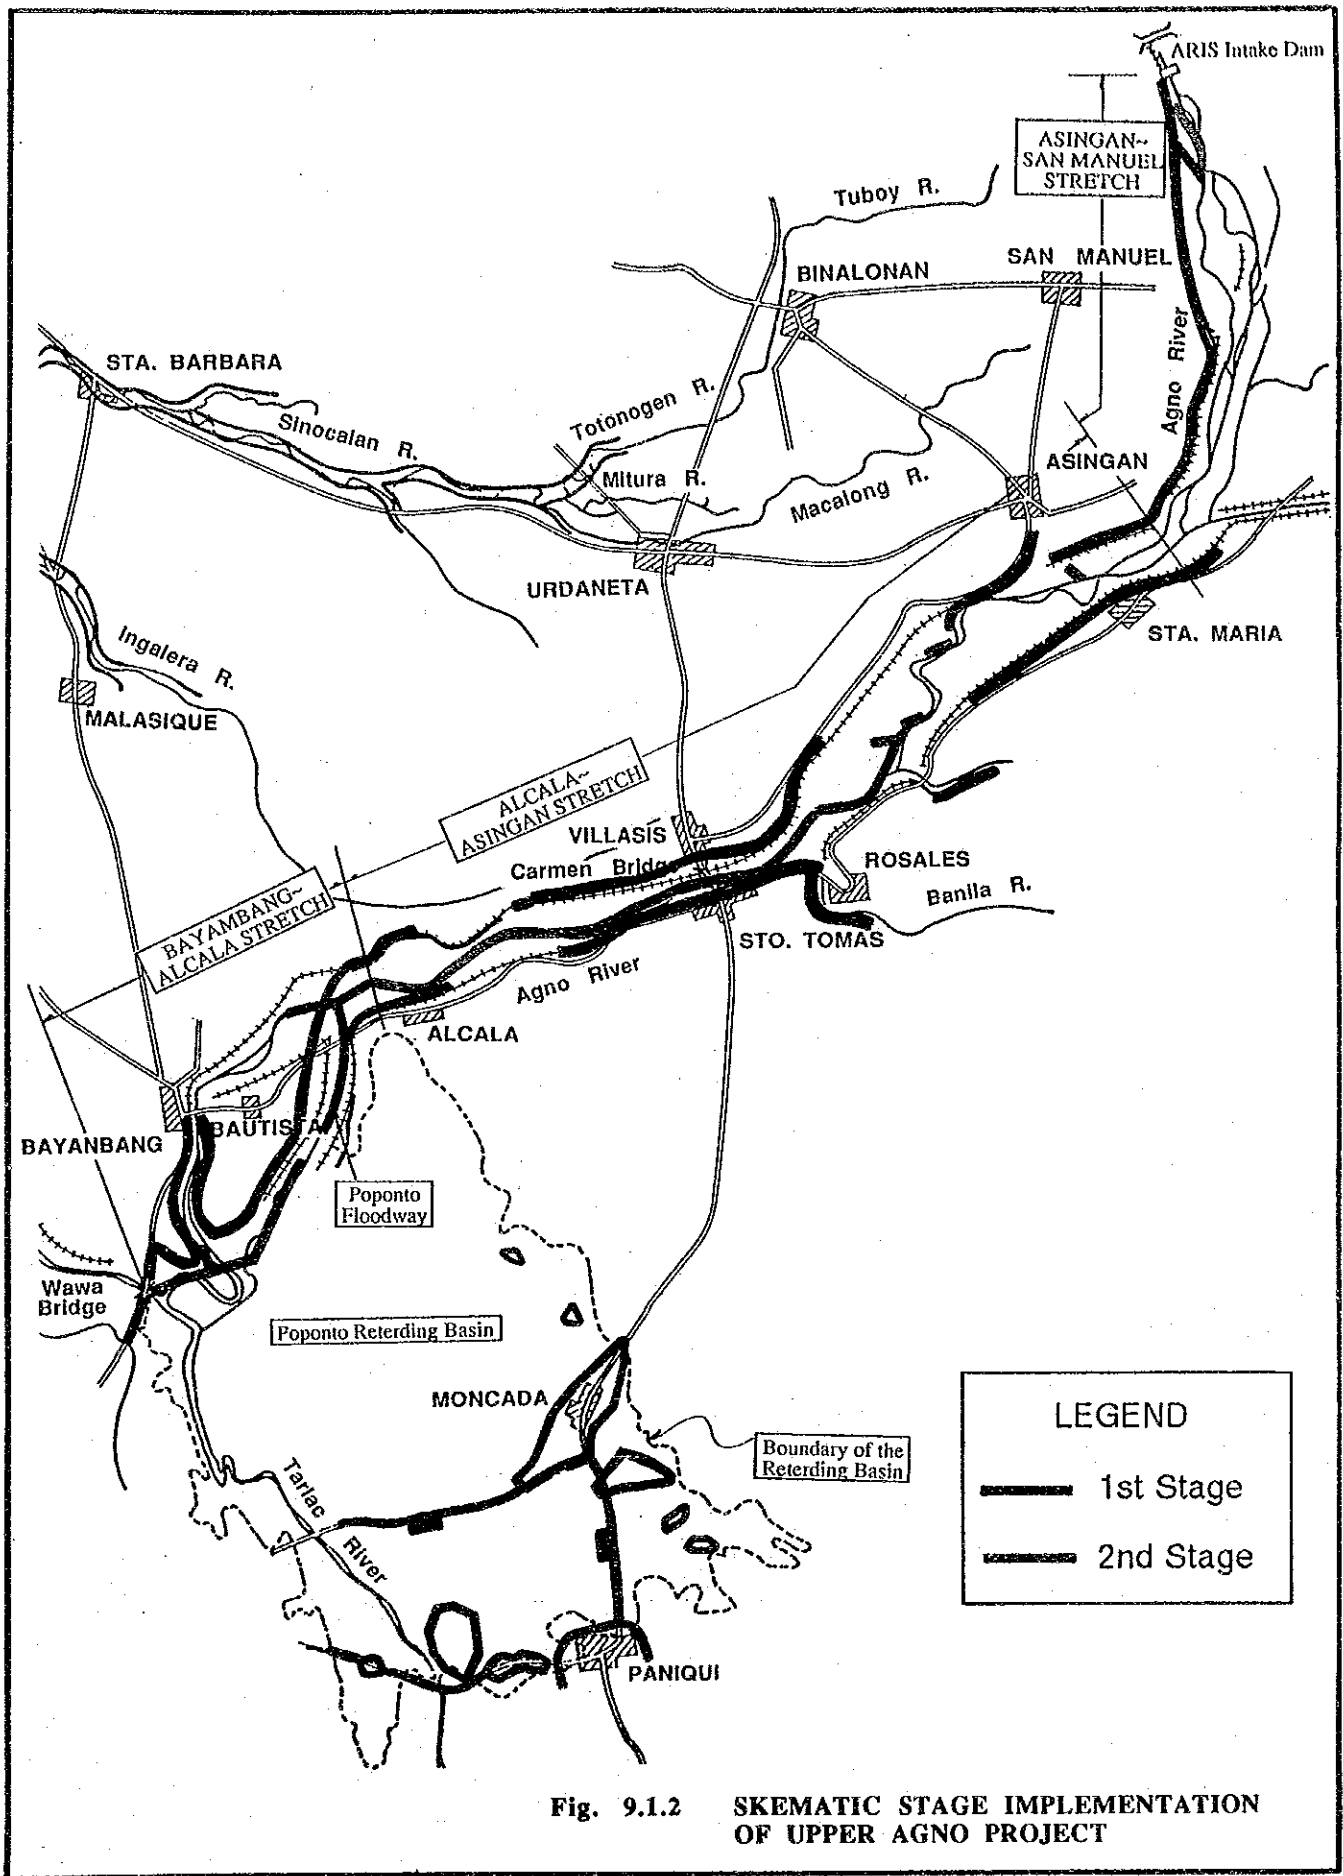 ARIS Intake Dam
ASINGAN~
SAN MANUEL
STRETCH
Tuboy R.
BINALONAN
SAN MANUEL
Agno River
STA. BARBARA
Sinocalan R.
Totonogen R.
Mitura R.
Macalong R.
ASINGAN
URDANETA
STA. MARIA
Ingalera R.
MALASIQUE
ALCALA~
ASINGAN STRETCH
VILLASIS
Carmen Bridge
ROSALES
Banila R.
BAYAMBANG~
ALCALA STRETCH
STO. TOMAS
Agno River
ALCALA
BAYANBANG
BAUTISTA
Poponto
Floodway
Wawa
Bridge
Poponto Reterding Basin
MONCADA
Boundary of the
Reterding Basin
Tarlac River
PANIQUI
LEGEND
1st Stage
2nd Stage
Fig. 9.1.2 SKEMATIC STAGE IMPLEMENTATION
OF UPPER AGNO PROJECT